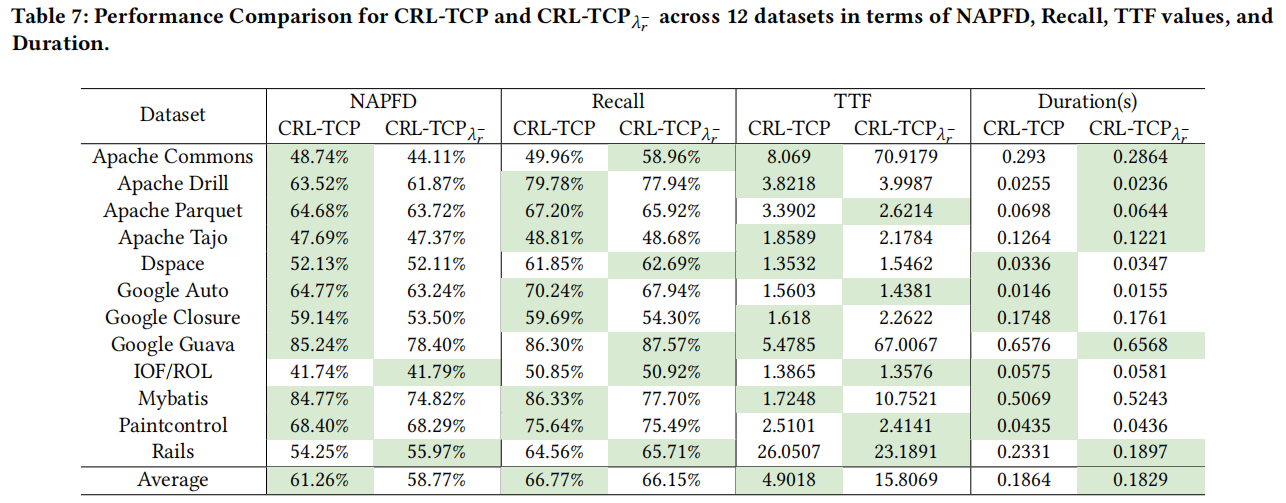 Table 7: Performance Comparison for CRL-TCP and CRL-TCPλr− across 12 datasets in terms of NAPFD, Recall, TTF values, and
Duration.
Dataset NAPFD Recall TTF Duration(s)
CRL-TCP CRL-TCPλr− CRL-TCP CRL-TCPλr− CRL-TCP CRL-TCPλr− CRL-TCP CRL-TCPλr−
Apache Commons 48.74% 44.11% 49.96% 58.96% 8.069 70.9179 0.293 0.2864
Apache Drill 63.52% 61.87% 79.78% 77.94% 3.8218 3.9987 0.0255 0.0236
Apache Parquet 64.68% 63.72% 67.20% 65.92% 3.3902 2.6214 0.0698 0.0644
Apache Tajo 47.69% 47.37% 48.81% 48.68% 1.8589 2.1784 0.1264 0.1221
Dspace 52.13% 52.11% 61.85% 62.69% 1.3532 1.5462 0.0336 0.0347
Google Auto 64.77% 63.24% 70.24% 67.94% 1.5603 1.4381 0.0146 0.0155
Google Closure 59.14% 53.50% 59.69% 54.30% 1.618 2.2622 0.1748 0.1761
Google Guava 85.24% 78.40% 86.30% 87.57% 5.4785 67.0067 0.6576 0.6568
IOF/ROL 41.74% 41.79% 50.85% 50.92% 1.3865 1.3576 0.0575 0.0581
Mybatis 84.77% 74.82% 86.33% 77.70% 1.7248 10.7521 0.5069 0.5243
Paintcontrol 68.40% 68.29% 75.64% 75.49% 2.5101 2.4141 0.0435 0.0436
Rails 54.25% 55.97% 64.56% 65.71% 26.0507 23.1891 0.2331 0.1897
Average 61.26% 58.77% 66.77% 66.15% 4.9018 15.8069 0.1864 0.1829